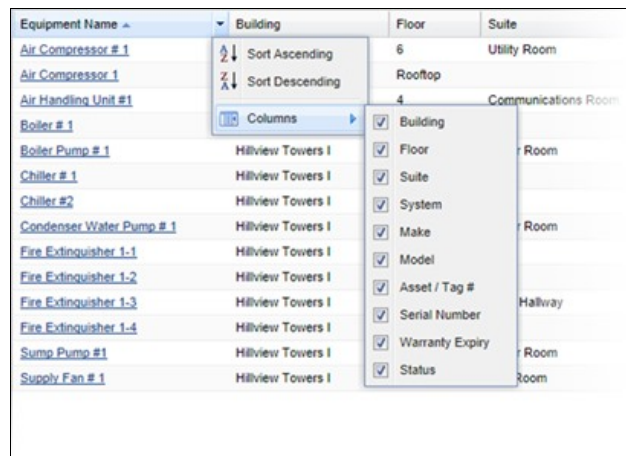 Equipment Name Building Floor Suite
Air Compressor # 1 6 Utility Room
Sort Ascending
Air Compressor 1 Rooftop
Sort Descending
Air Handling Unit #1 4 Communications Room
Columns Building
Boiler # 1
Boiler Pump # 1 Hillview Towers I Floor Room
Chiller # 1 Hillview Towers I Suite
Chiller #2 Hillview Towers I System
Condenser Water Pump # 1 Hillview Towers I Make Room
Fire Extinguisher 1-1 Hillview Towers I Model
Fire Extinguisher 1-2 Hillview Towers I Asset / Tag #
Fire Extinguisher 1-3 Hillview Towers I Serial Number Hallway
Fire Extinguisher 1-4 Hillview Towers I Warranty Expiry
Sump Pump #1 Hillview Towers I Room
Supply Fan # 1 Hillview Towers I Status Room